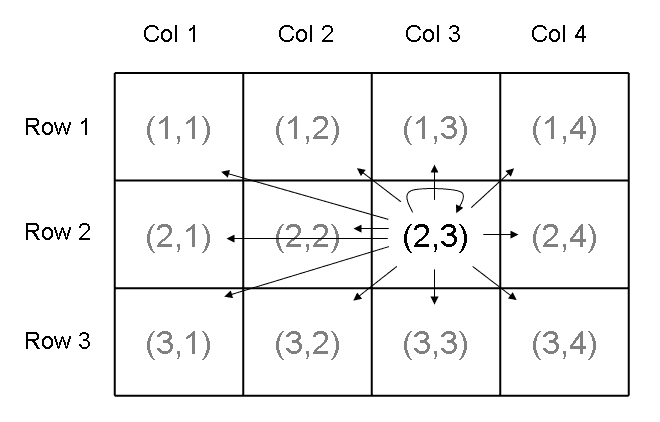 Col 1 Col 2 Col 3 Col 4
Row 1 (1,1) (1,2) (1,3) (1,4)
Row 2 (2,1) (2,2) (2,3) (2,4)
Row 3 (3,1) (3,2) (3,3) (3,4)